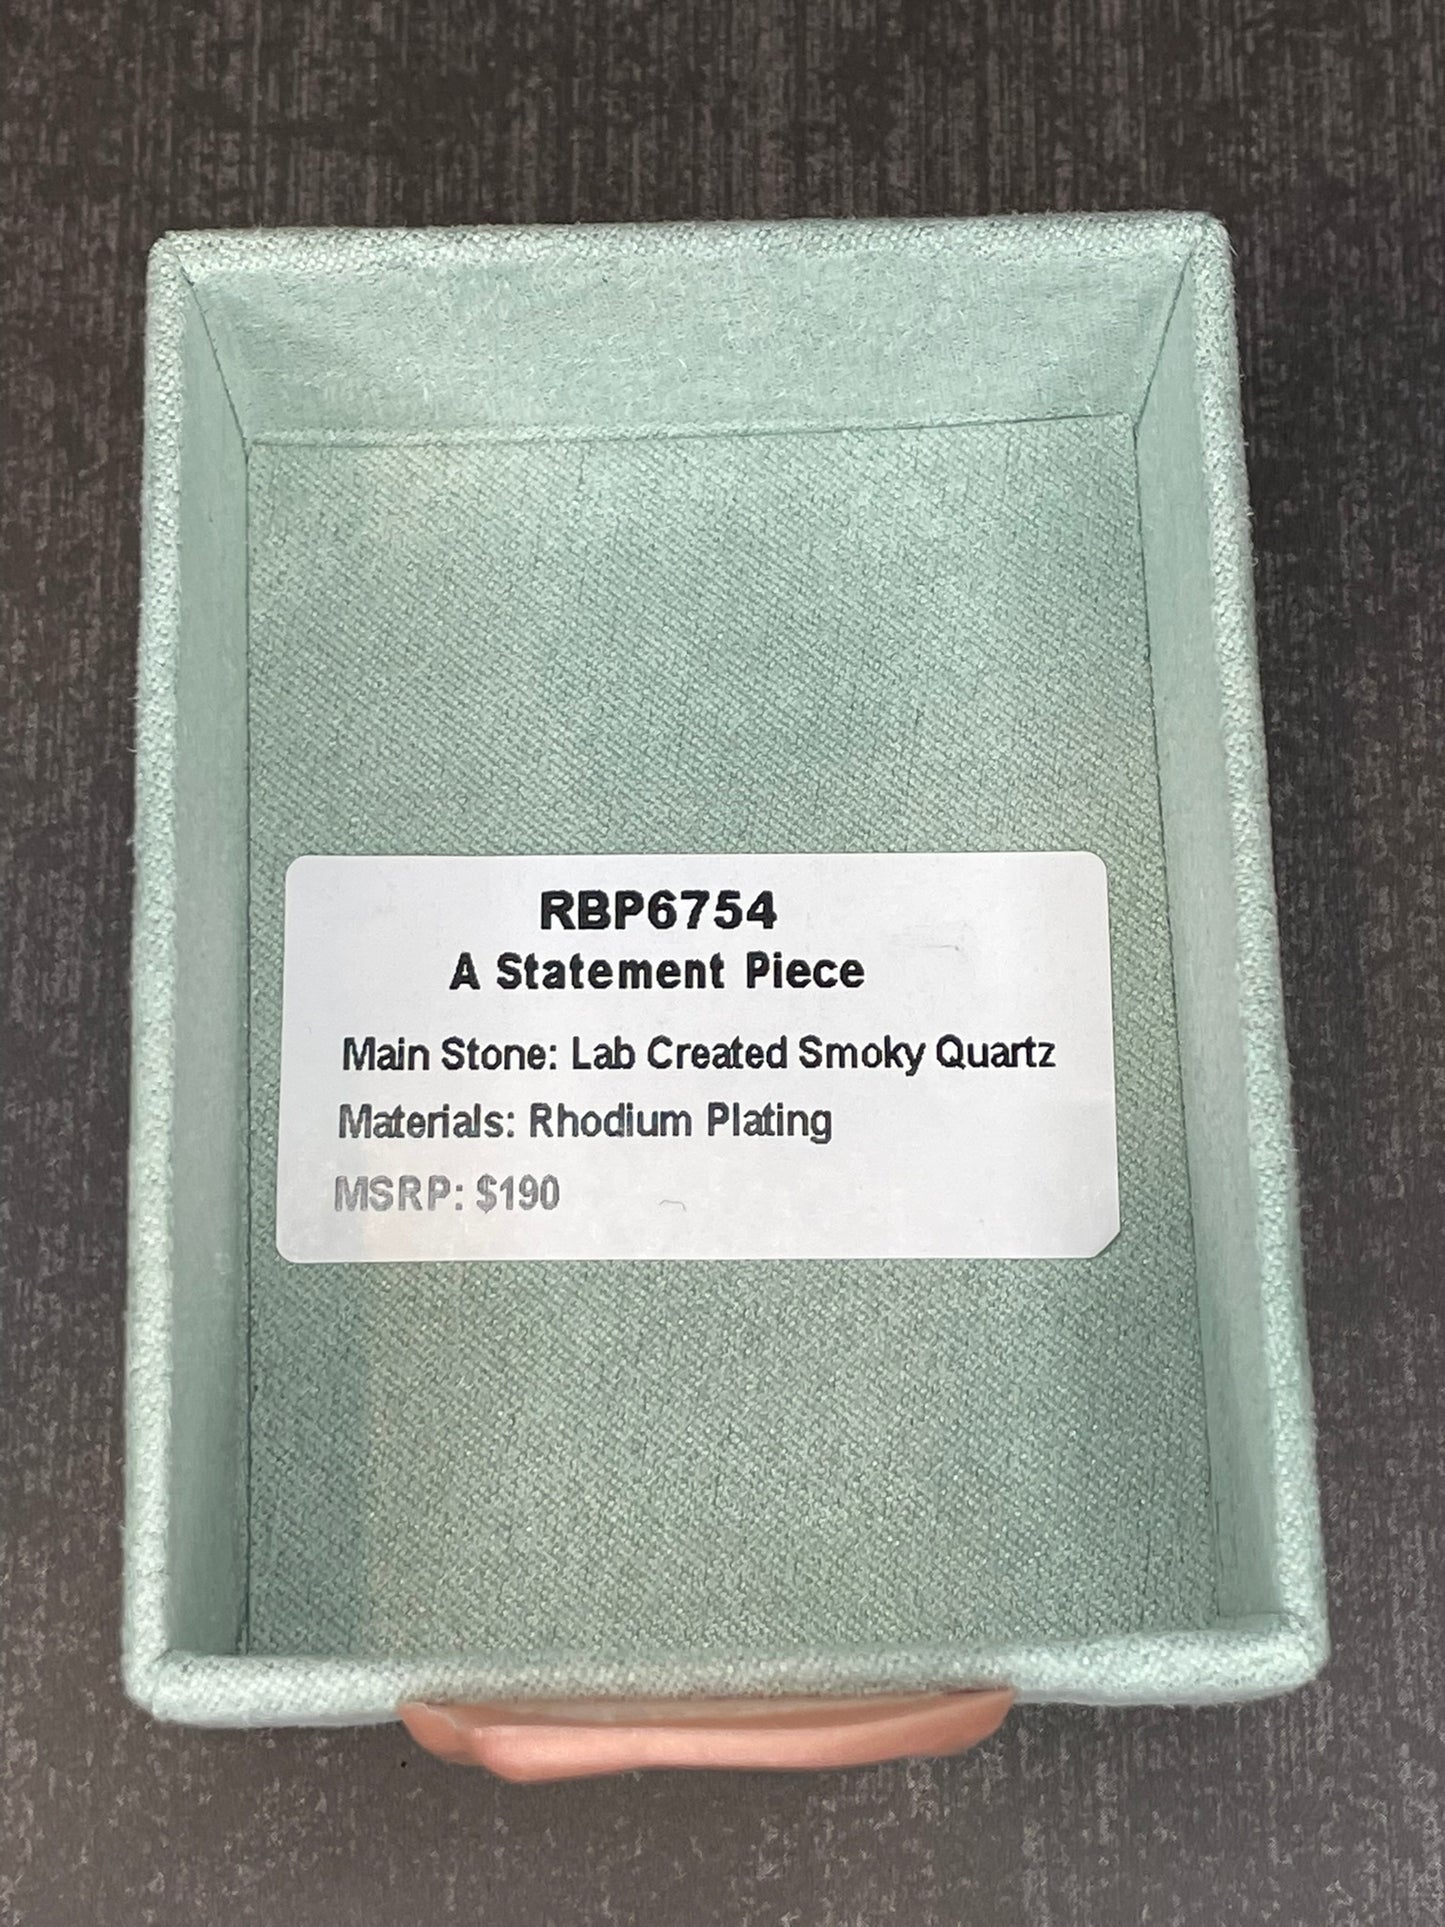 RBP6754
A Statement Piece
Main Stone: Lab Created Smoky Quartz
Materials: Rhodium Plating
MSRP: $190